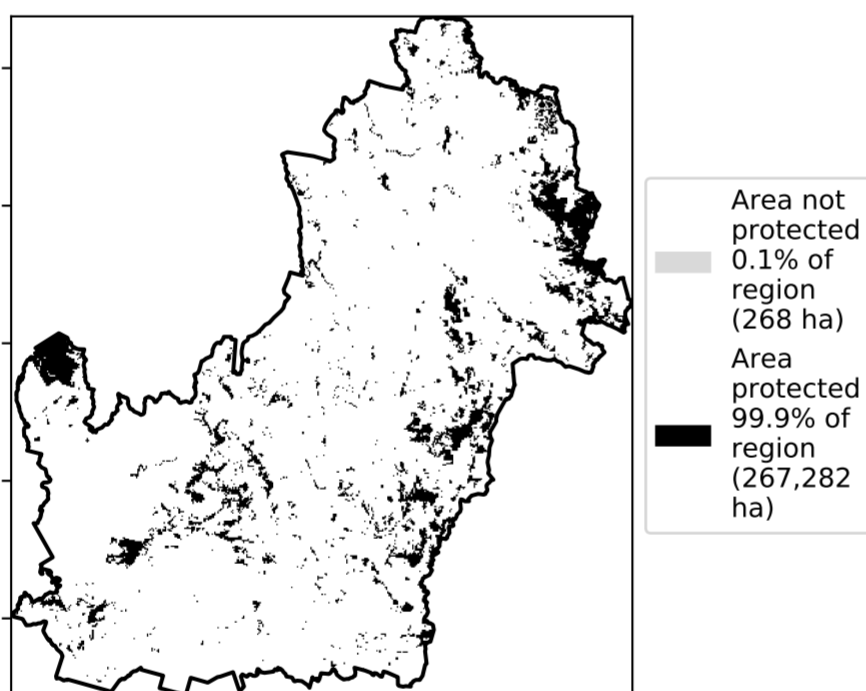 Area not
protected
0.1% of
region
(268 ha)
Area
protected
99.9% of
region
(267,282
ha)